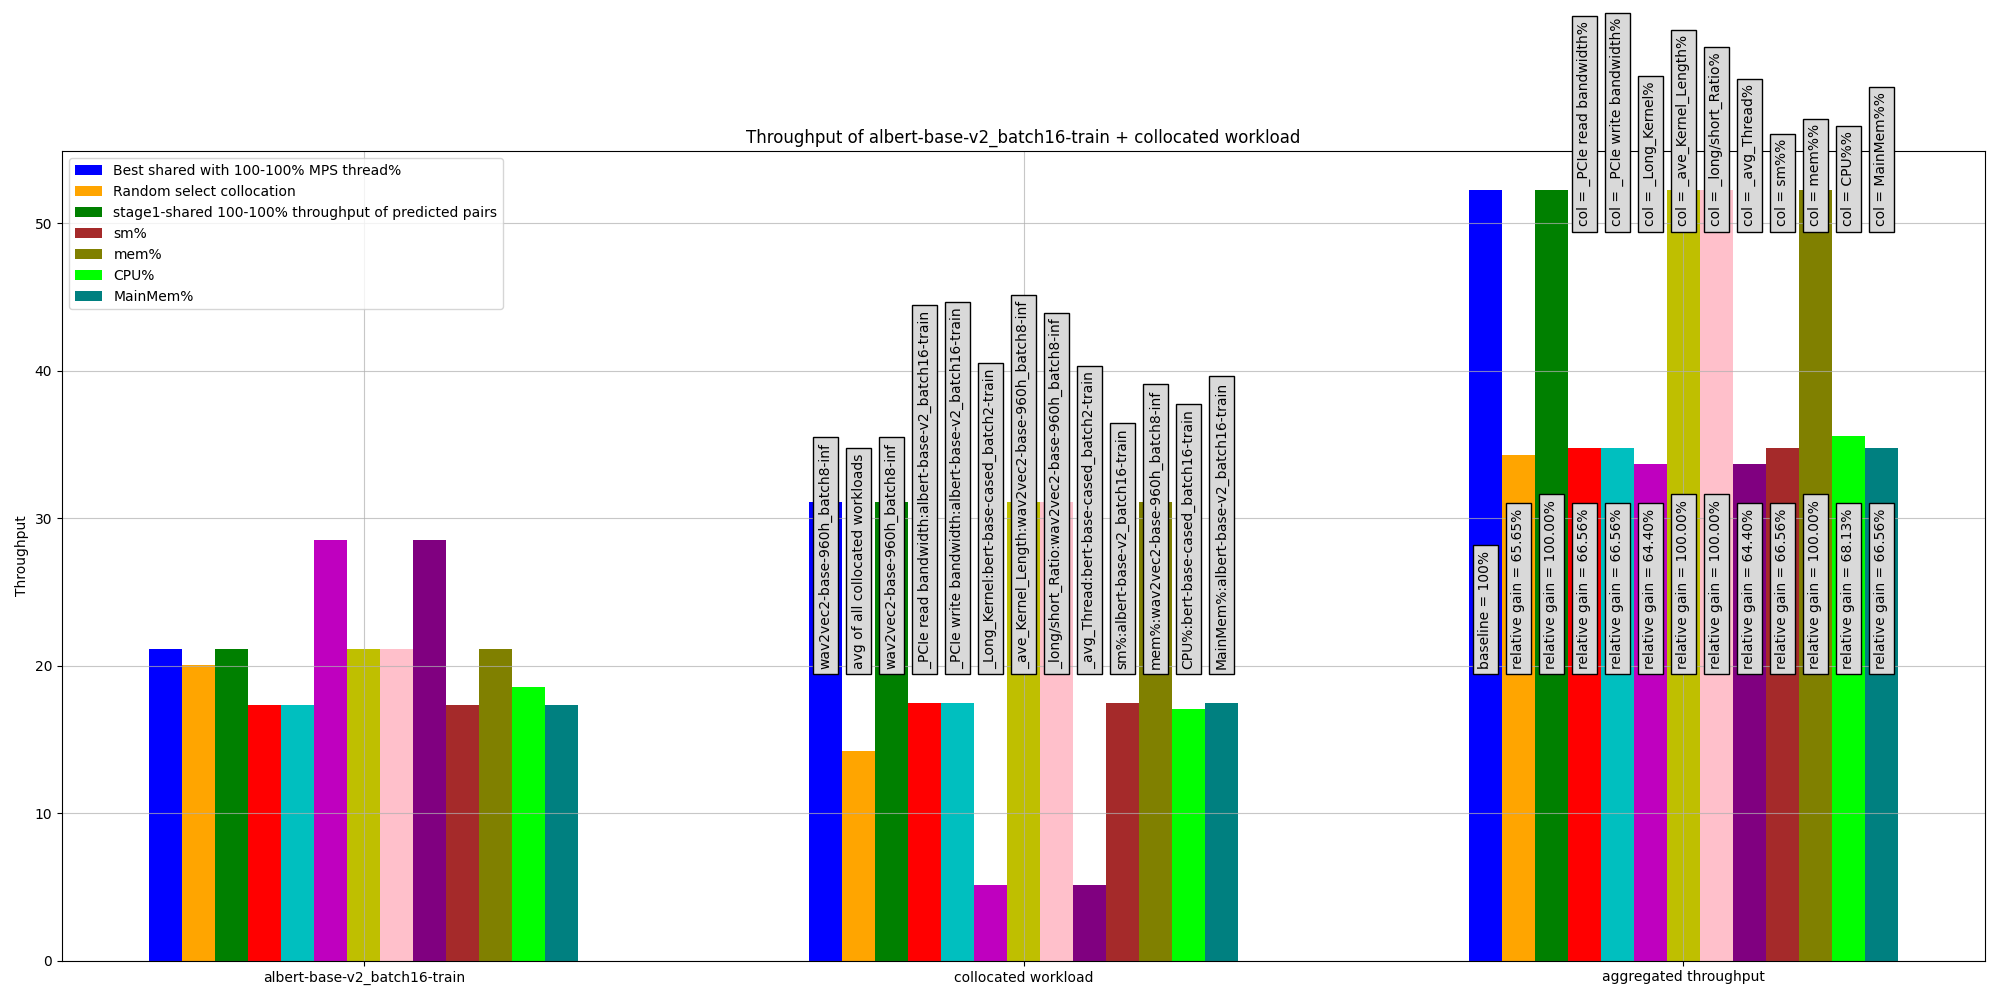 col = _PCIe read bandwidth%
col = _PCIe write bandwidth%
col = _Long_Kernel%
col = _ave_Kernel_Length%
col = _long/short_Ratio%
col = _avg_Thread%
col = sm%%
col = mem%%
col = CPU%%
col = MainMem%%
Throughput of albert-base-v2_batch16-train + collocated workload
Best shared with 100-100% MPS thread%
Random select collocation
stage1-shared 100-100% throughput of predicted pairs
sm%
mem%
CPU%
MainMem%
Throughput
50
40
30
20
10
0
wav2vec2-base-960h_batch8-inf
avg of all collocated workloads
wav2vec2-base-960h_batch8-inf
_PCIe read bandwidth:albert-base-v2_batch16-train
_PCIe write bandwidth:albert-base-v2_batch16-train
_Long_Kernel:bert-base-cased_batch2-train
_ave_Kernel_Length:wav2vec2-base-960h_batch8-inf
_long/short_Ratio:wav2vec2-base-960h_batch8-inf
_avg_Thread:bert-base-cased_batch2-train
sm%:albert-base-v2_batch16-train
mem%:wav2vec2-base-960h_batch8-inf
CPU%:bert-base-cased_batch16-train
MainMem%:albert-base-v2_batch16-train
baseline = 100%
relative gain = 65.65%
relative gain = 100.00%
relative gain = 66.56%
relative gain = 66.56%
relative gain = 64.40%
relative gain = 100.00%
relative gain = 100.00%
relative gain = 64.40%
relative gain = 66.56%
relative gain = 100.00%
relative gain = 68.13%
relative gain = 66.56%
albert-base-v2_batch16-train
collocated workload
aggregated throughput